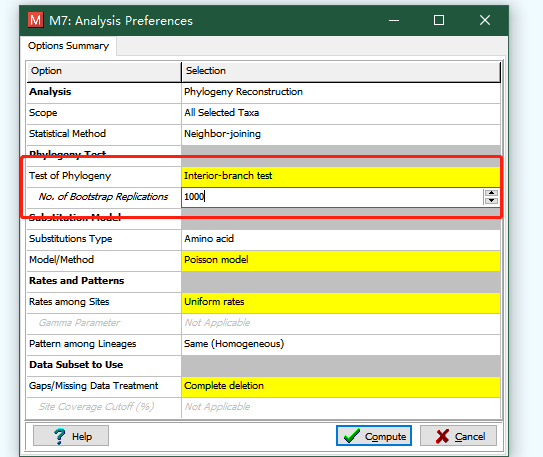 M M7: Analysis Preferences
Options Summary
Option Selection
Analysis Phylogeny Reconstruction
Scope All Selected Taxa
Statistical Method Neighbor-joining
Phylogeny Test
Test of Phylogeny Interior-branch test
No. of Bootstrap Replications 1000
Substitution Model
Substitutions Type Amino acid
Model/Method Poisson model
Rates and Patterns
Rates among Sites Uniform rates
Gamma Parameter Not Applicable
Pattern among Lineages Same (Homogeneous)
Data Subset to Use
Gaps/Missing Data Treatment Complete deletion
Site Coverage Cutoff (%) Not Applicable
? Help Compute Cancel